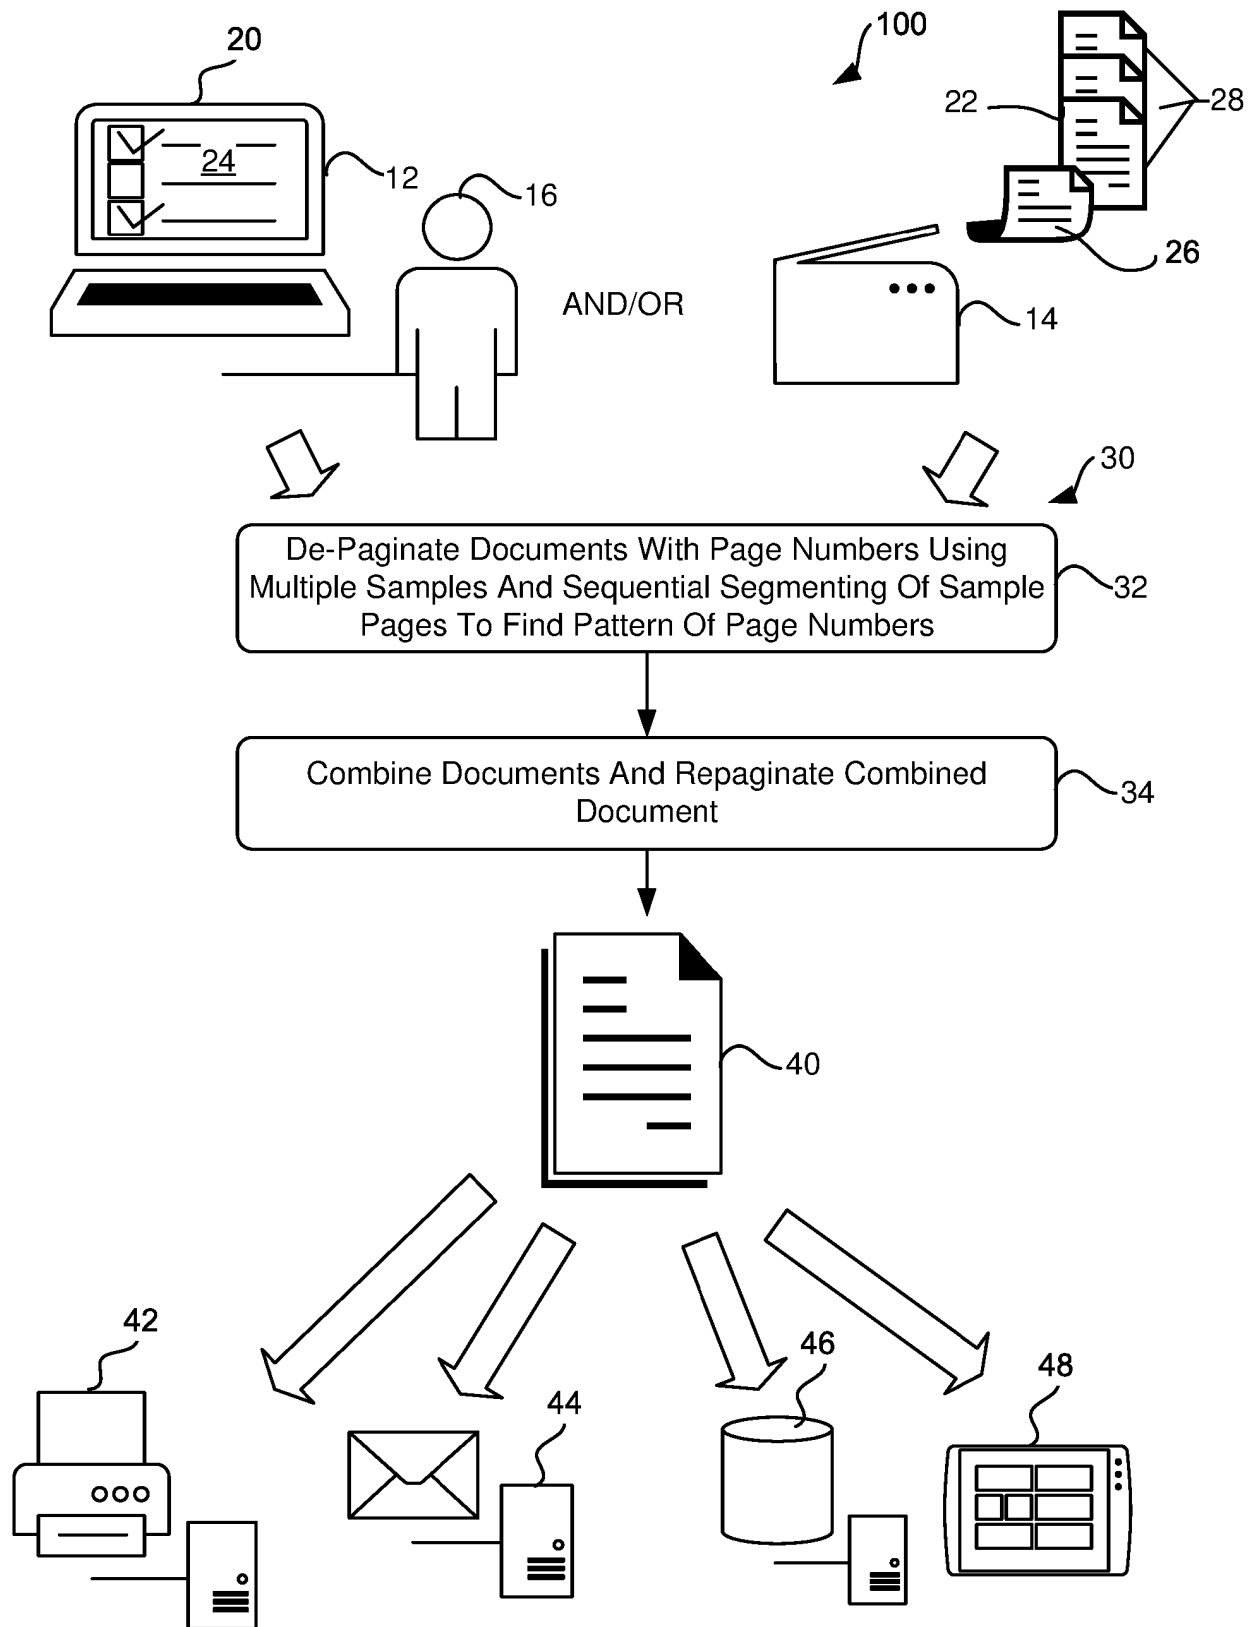 20
100
22
28
24
12
16
26
AND/OR
14
30
De-Paginate Documents With Page Numbers Using
Multiple Samples And Sequential Segmenting Of Sample
Pages To Find Pattern Of Page Numbers
32
Combine Documents And Repaginate Combined
Document
34
40
42
44
46
48